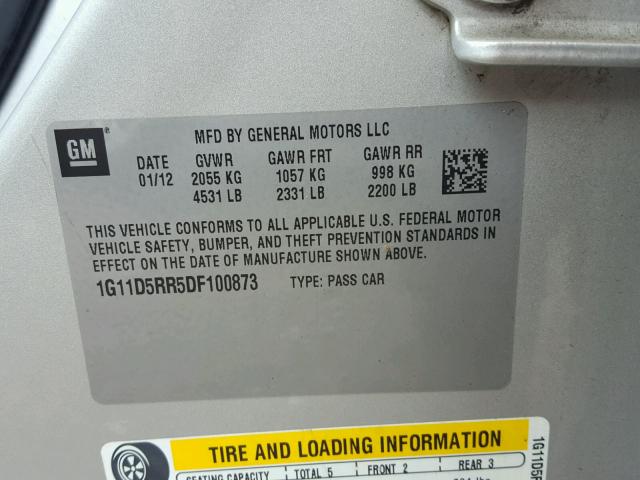 GM
MFD BY GENERAL MOTORS LLC
DATE GVWR GAWR FRT GAWR RR
01/12 2055 KG 1057 KG 998 KG
4531 LB 2331 LB 2200 LB
THIS VEHICLE CONFORMS TO ALL APPLICABLE U.S. FEDERAL MOTOR
VEHICLE SAFETY, BUMPER, AND THEFT PREVENTION STANDARDS IN
EFFECT ON THE DATE OF MANUFACTURE SHOWN ABOVE.
1G11D5RR5DF100873 TYPE: PASS CAR
TIRE AND LOADING INFORMATION
SEATING CAPACITY TOTAL 5 FRONT 2 REAR 3
1G11D5R